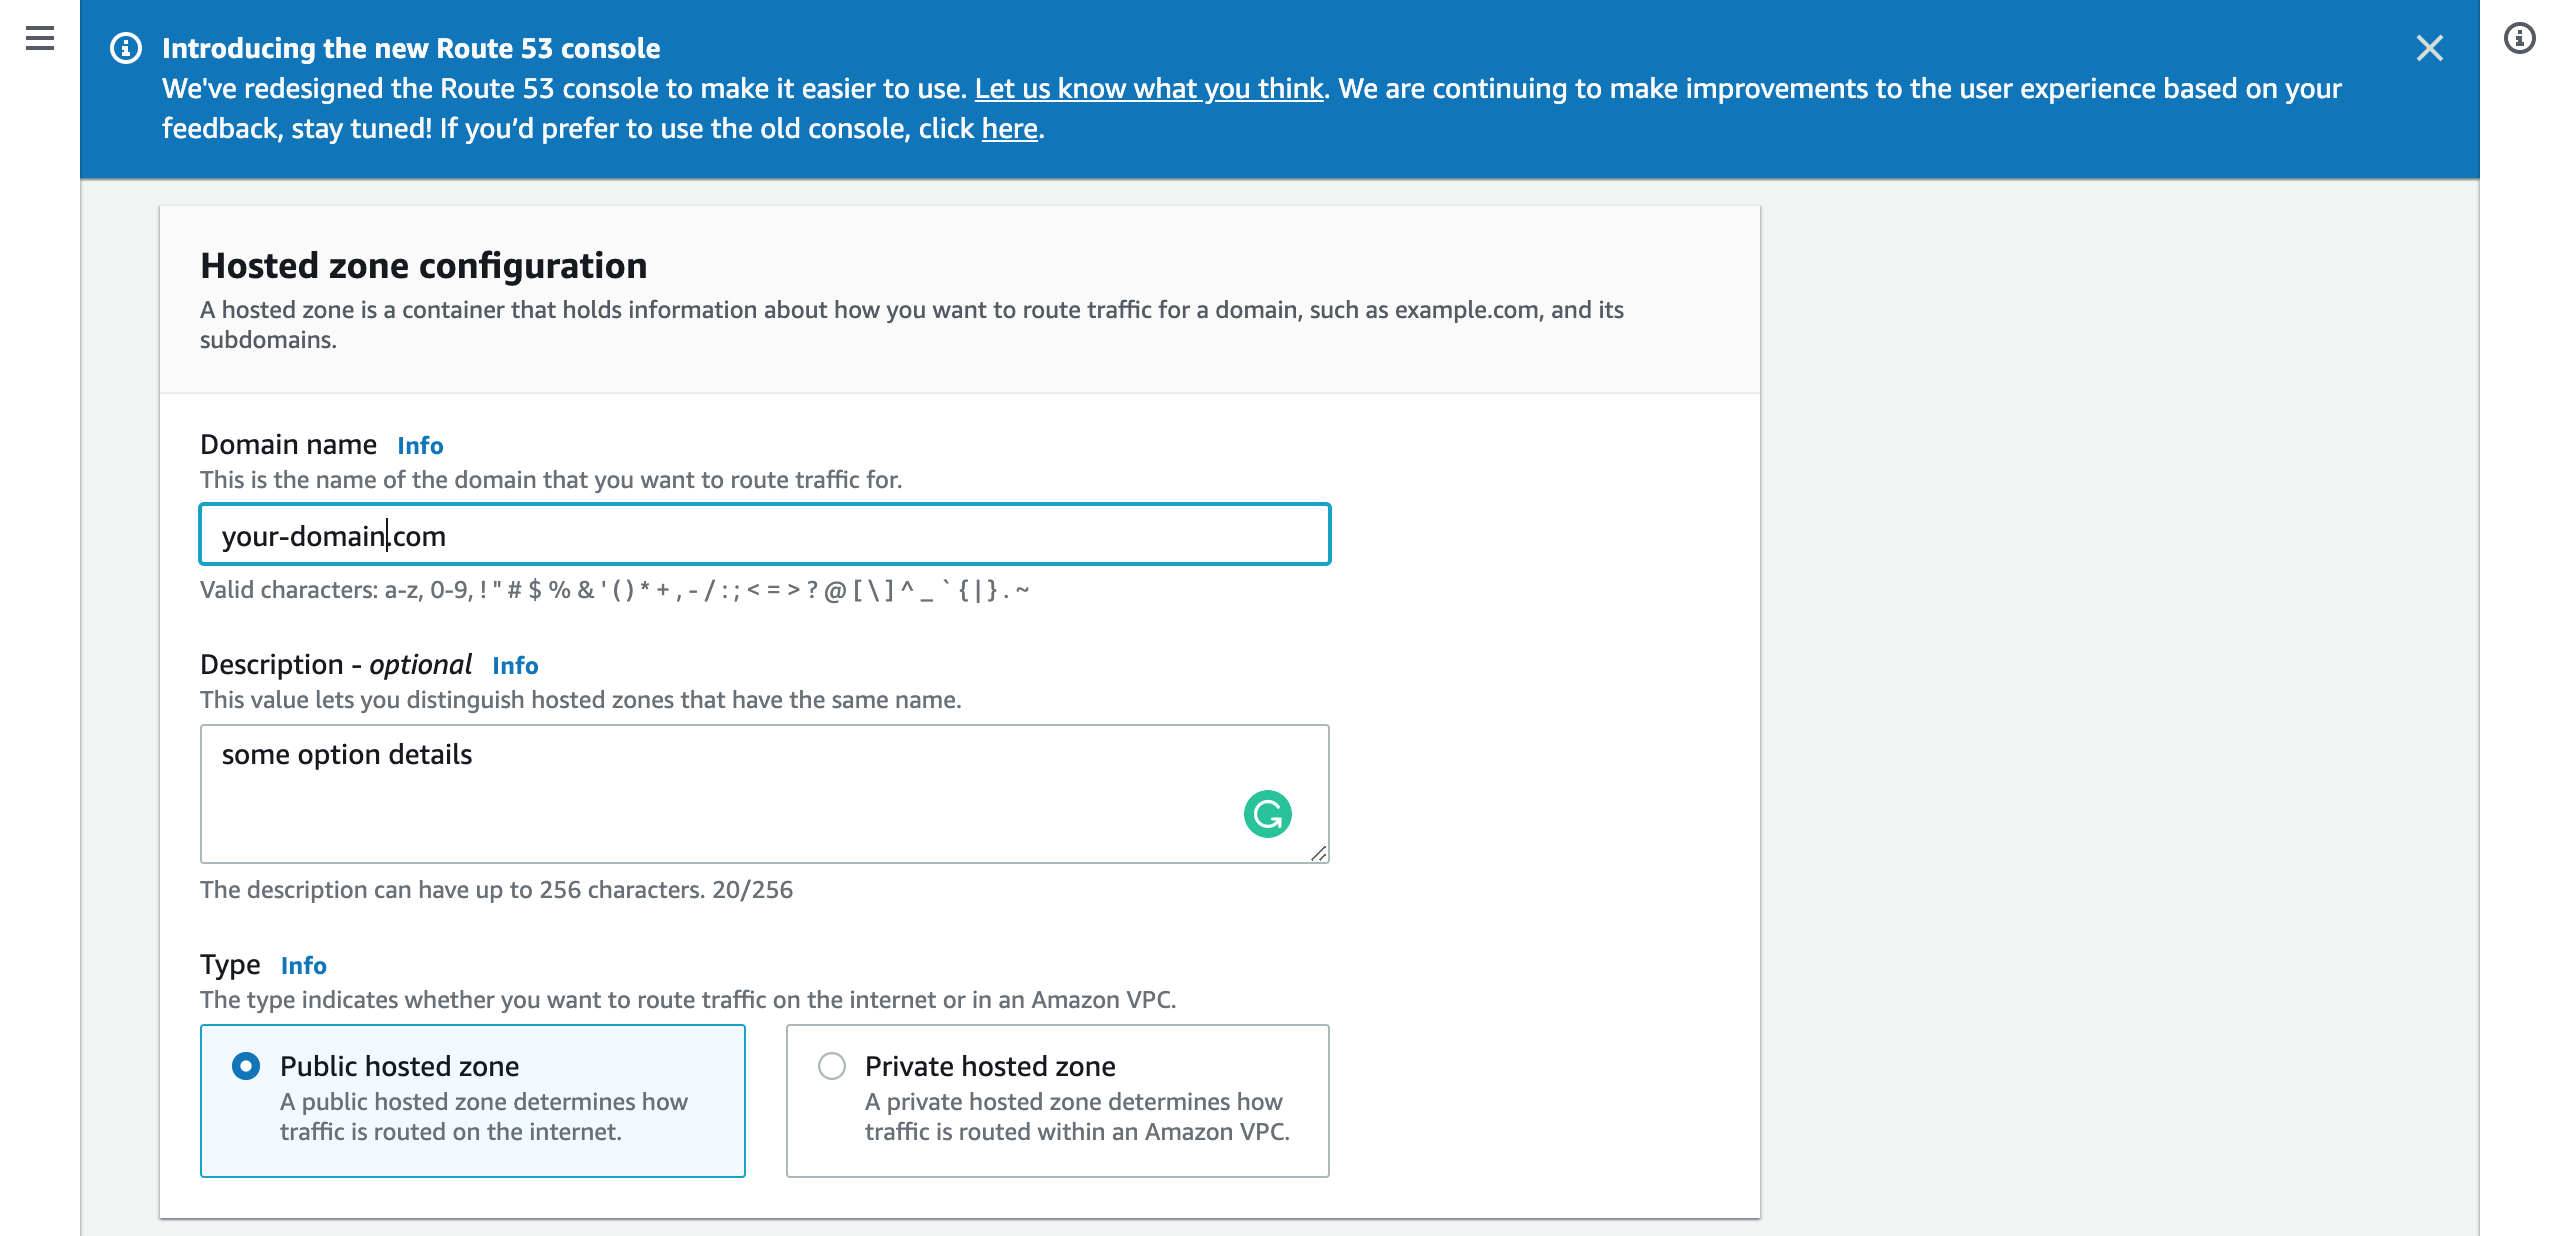 Introducing the new Route 53 console
We've redesigned the Route 53 console to make it easier to use. Let us know what you think. We are continuing to make improvements to the user experience based on your
feedback, stay tuned! If you’d prefer to use the old console, click here.
Hosted zone configuration
A hosted zone is a container that holds information about how you want to route traffic for a domain, such as example.com, and its
subdomains.
Domain name Info
This is the name of the domain that you want to route traffic for.
your-domain.com
Valid characters: a-z, 0-9, ! " # $ % & ' ( ) * + , - / : ; < = > ? @ [ \ ] ^ _ ` { | } . ~
Description - optional Info
This value lets you distinguish hosted zones that have the same name.
some option details
The description can have up to 256 characters. 20/256
Type Info
The type indicates whether you want to route traffic on the internet or in an Amazon VPC.
Public hosted zone
A public hosted zone determines how
traffic is routed on the internet.
Private hosted zone
A private hosted zone determines how
traffic is routed within an Amazon VPC.